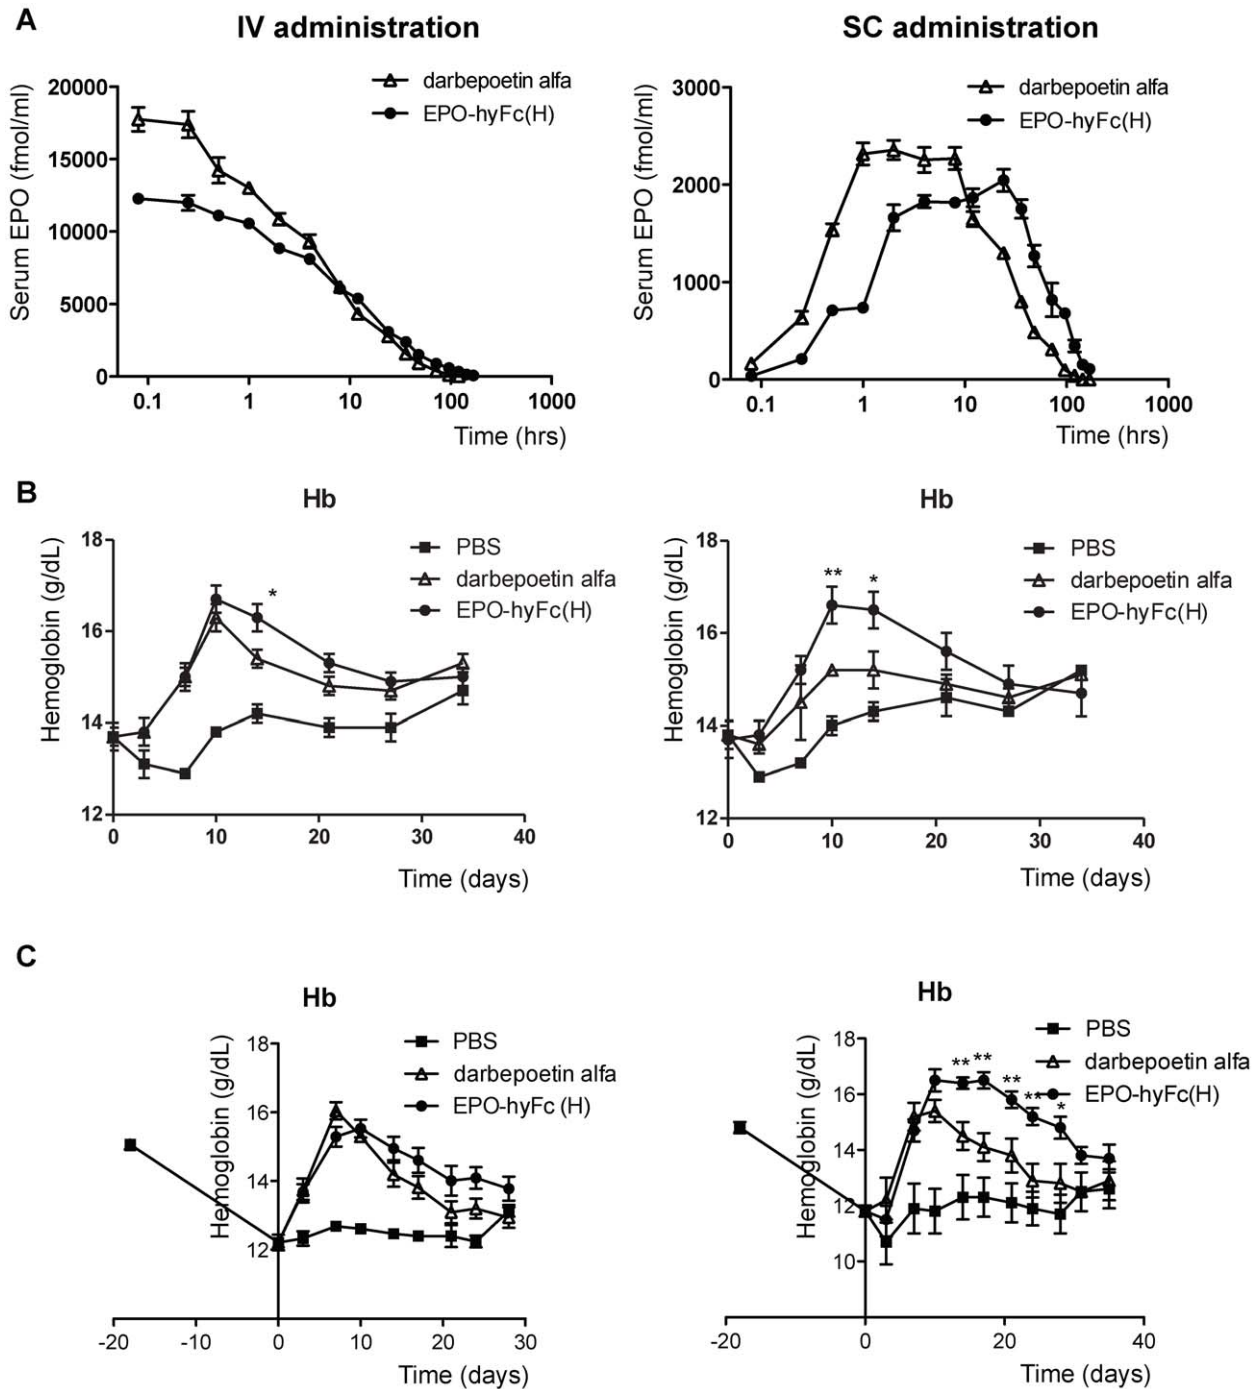 A
IV administration
SC administration
darbepoetin alfa
EPO-hyFc(H)
Serum EPO (fmol/ml)
20000
15000
10000
5000
0
0.1 1 10 100 1000
Time (hrs)
darbepoetin alfa
EPO-hyFc(H)
Serum EPO (fmol/ml)
3000
2000
1000
0
0.1 1 10 100 1000
Time (hrs)
B
Hb
PBS
darbepoetin alfa
EPO-hyFc(H)
Hemoglobin (g/dL)
18
16
14
12
*
0 10 20 30 40
Time (days)
Hb
PBS
darbepoetin alfa
EPO-hyFc(H)
Hemoglobin (g/dL)
18
16
14
12
** *
0 10 20 30 40
Time (days)
C
Hb
PBS
darbepoetin alfa
EPO-hyFc (H)
Hemoglobin (g/dL)
18
16
14
12
-20 -10 0 10 20 30
Time (days)
Hb
PBS
darbepoetin alfa
EPO-hyFc(H)
Hemoglobin (g/dL)
18
16
14
12
10
** ** ** ** *
-20 0 20 40
Time (days)